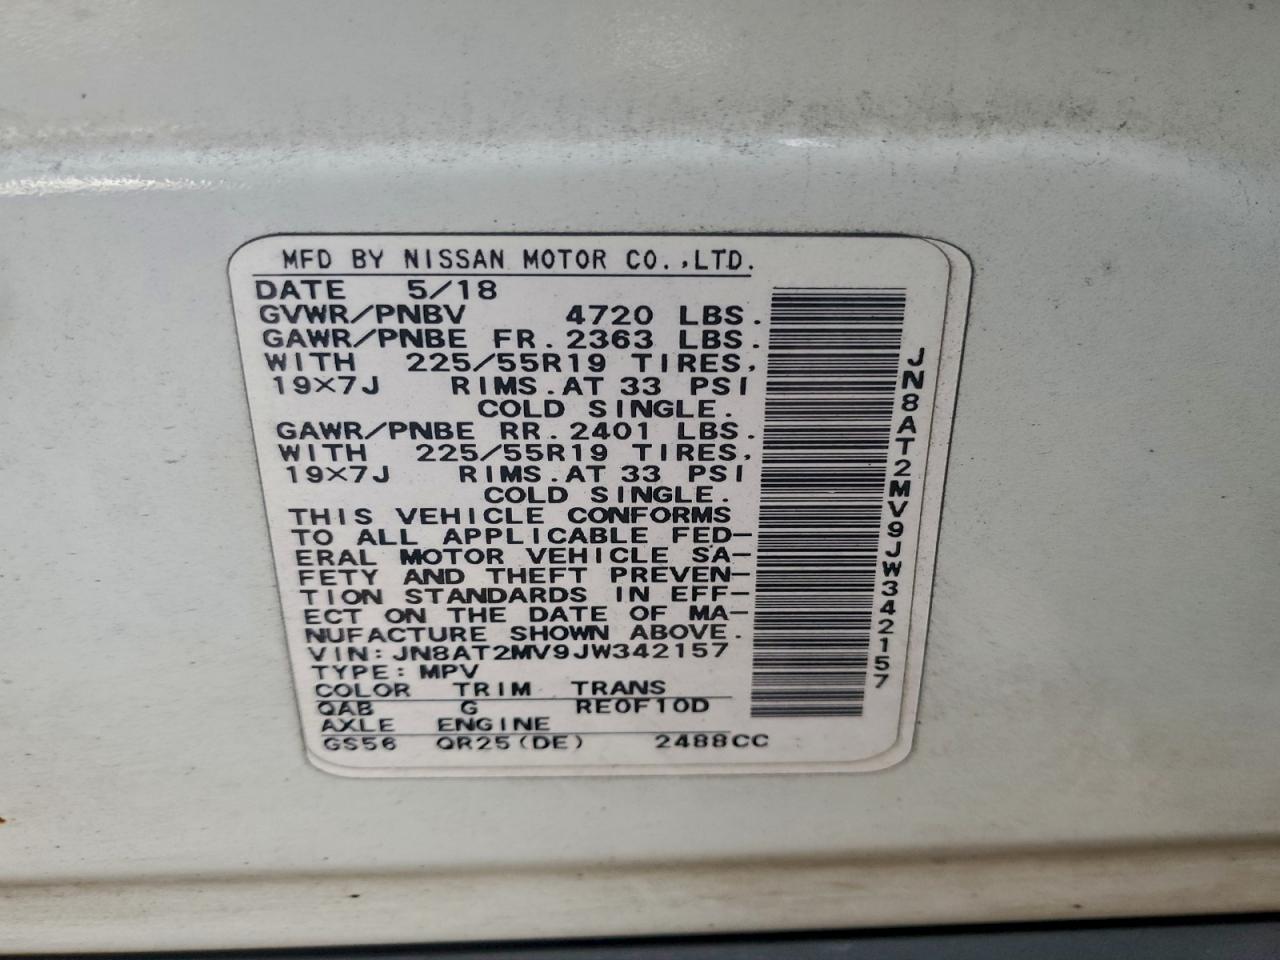 MFD BY NISSAN MOTOR CO.,LTD.
DATE 5/18
GVWR/PNBV 4720 LBS.
GAWR/PNBE FR. 2363 LBS.
WITH 225/55R19 TIRES,
19×7J RIMS. AT 33 PSI
COLD SINGLE.
GAWR/PNBE RR. 2401 LBS.
WITH 225/55R19 TIRES,
19×7J RIMS. AT 33 PSI
COLD SINGLE.
THIS VEHICLE CONFORMS
TO ALL APPLICABLE FED-
ERAL MOTOR VEHICLE SA-
FETY AND THEFT PREVEN-
TION STANDARDS IN EFF-
ECT ON THE DATE OF MA-
NUFACTURE SHOWN ABOVE.
VIN: JN8AT2MV9JW342157
TYPE: MPV
COLOR TRIM TRANS
QAB G RE0F10D
AXLE ENGINE
GS56 QR25(DE) 2488CC
JN8AT2MV9JW342157